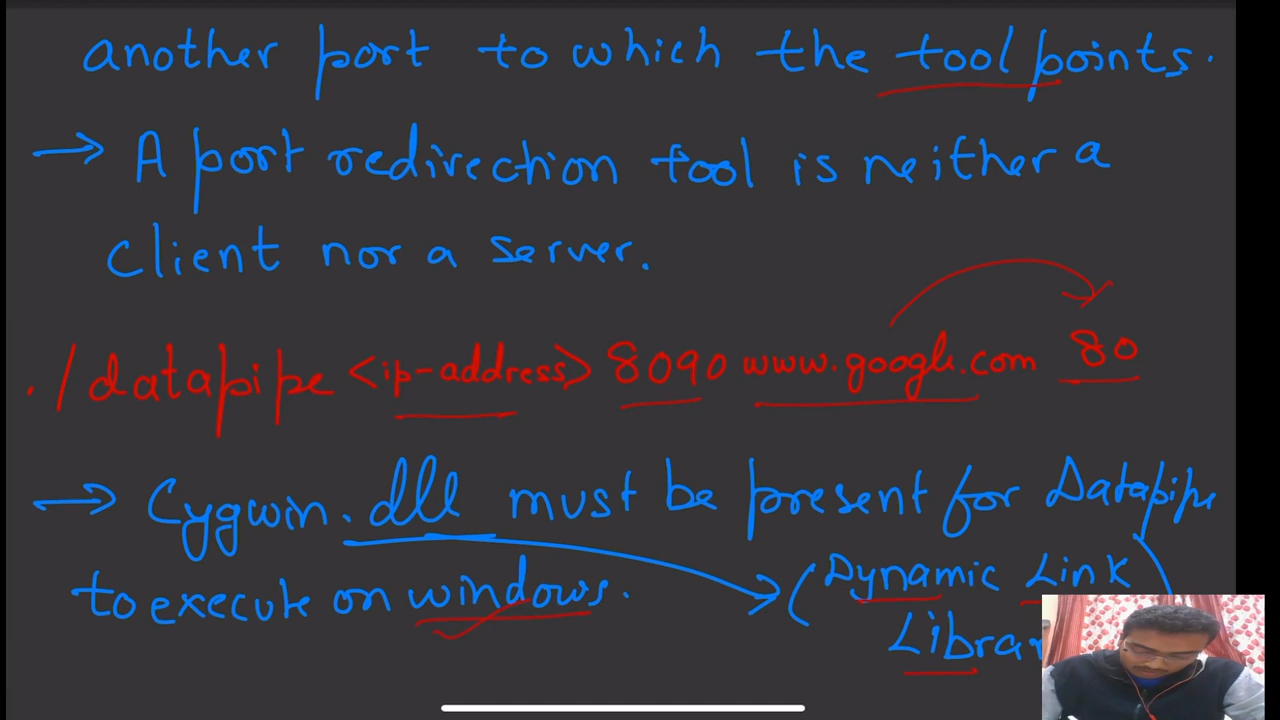 another port to which the tool points.
→ A port redirection tool is neither a
client nor a server.
./datapipe <ip-address> 8090 www.google.com 80
→ Cygwin.dll must be present for Datapipe
to execute on windows. → (Dynamic Link
Librar